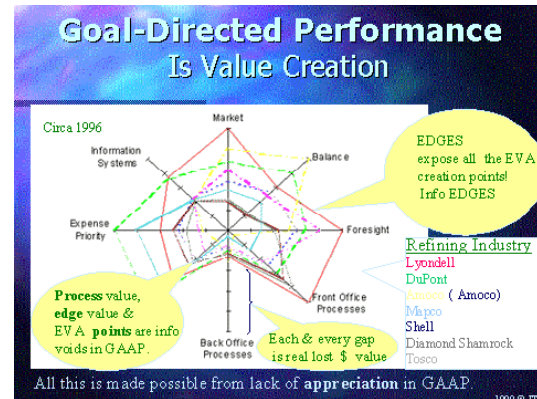 Goal-Directed Performance
Is Value Creation
Circa 1996
Market
Information
Systems
Balance
EDGES
expose all the EVA
creation points!
Info EDGES
Expense
Priority
Foresight
Refining Industry
Lyondell
DuPont
Amoco ( Amoco)
Mapco
Shell
Diamond Shamrock
Tosco
Process value,
edge value &
EVA points are info
voids in GAAP.
Front Office
Processes
Back Office
Processes
Each & every gap
is real lost $ value
All this is made possible from lack of appreciation in GAAP.